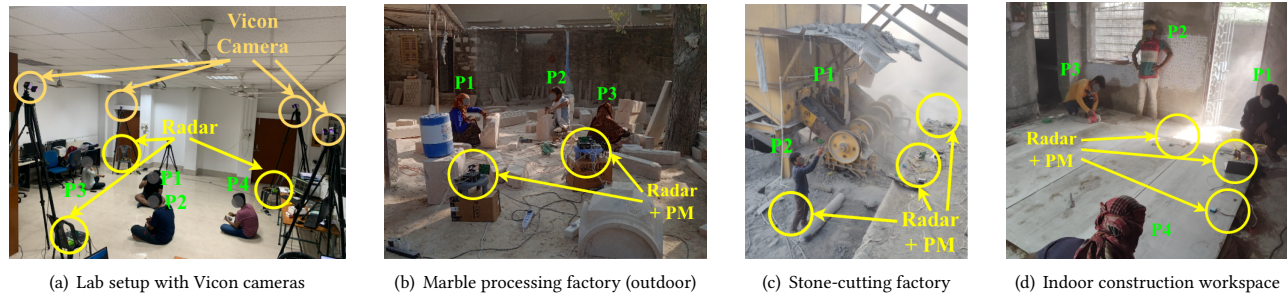 Vicon
Camera
Radar
P3
P1
P2
P4
(a) Lab setup with Vicon cameras
P1
P2
P3
Radar
+ PM
(b) Marble processing factory (outdoor)
P1
P2
Radar
+ PM
(c) Stone-cutting factory
P2
P3
P1
Radar
+ PM
P4
(d) Indoor construction workspace